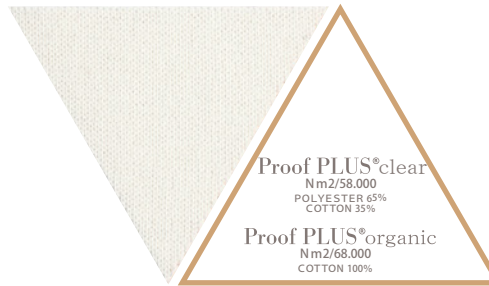 Proof PLUS®clear
Nm2/58.000
POLYESTER 65%
COTTON 35%
Proof PLUS®organic
Nm2/68.000
COTTON 100%